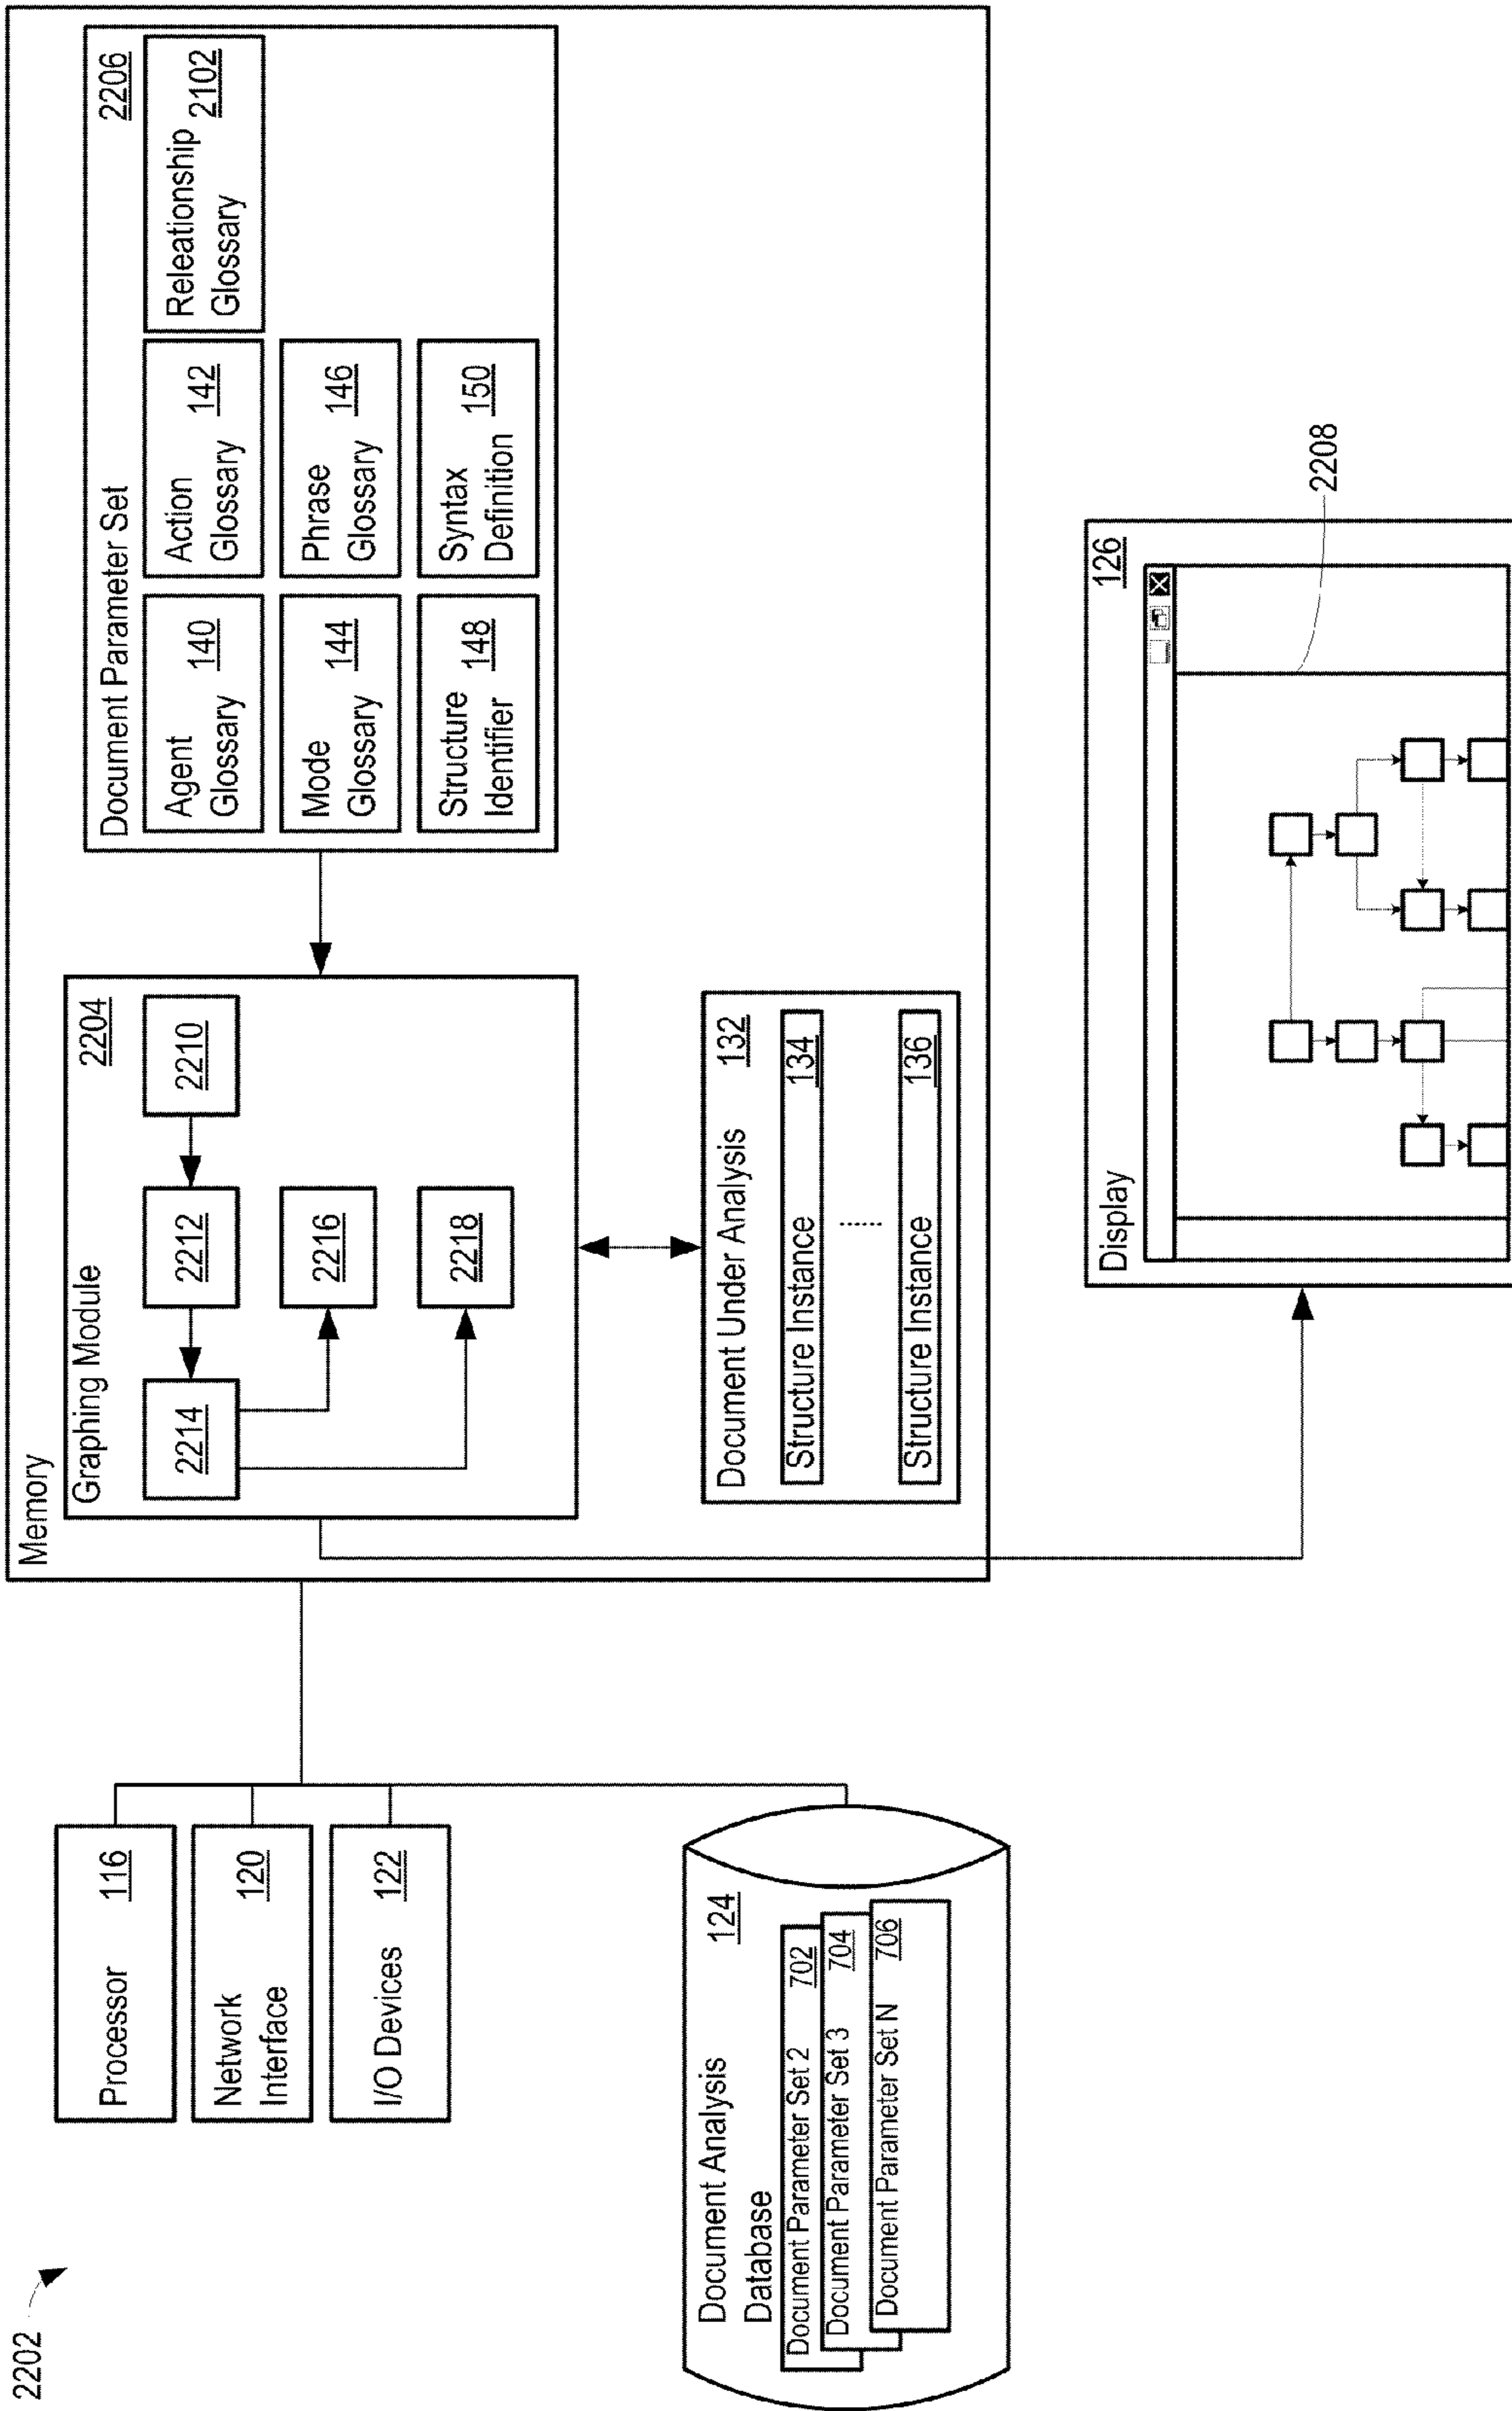 2202
Processor 116
Network
Interface 120
I/O Devices 122
Document Analysis
Database 124
Document Parameter Set 2 702
Document Parameter Set 3 704
Document Parameter Set N 706
Memory
Graphing Module 2204
2214
2212
2210
2216
2218
Document Under Analysis 132
Structure Instance 134
........
Structure Instance 136
Document Parameter Set 2206
Agent
Glossary 140
Action
Glossary 142
Releationship
Glossary 2102
Mode
Glossary 144
Phrase
Glossary 146
Structure
Identifier 148
Syntax
Definition 150
Display 126
2208